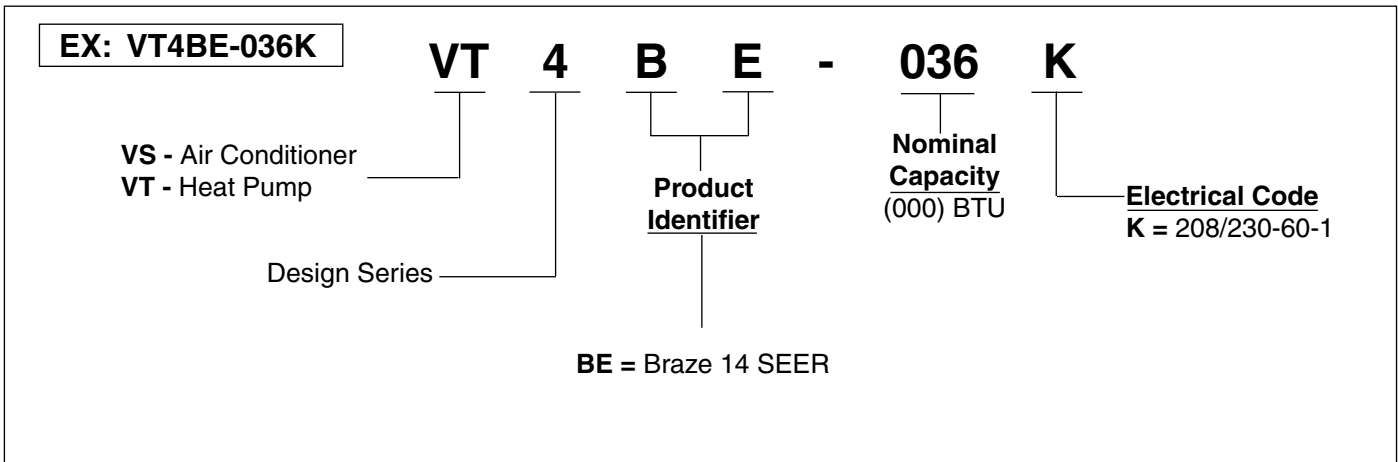 EX: VT4BE-036K
VT 4 B E - 036 K
VS - Air Conditioner
VT - Heat Pump
Design Series
Product
Identifier
BE = Braze 14 SEER
Nominal
Capacity
(000) BTU
Electrical Code
K = 208/230-60-1